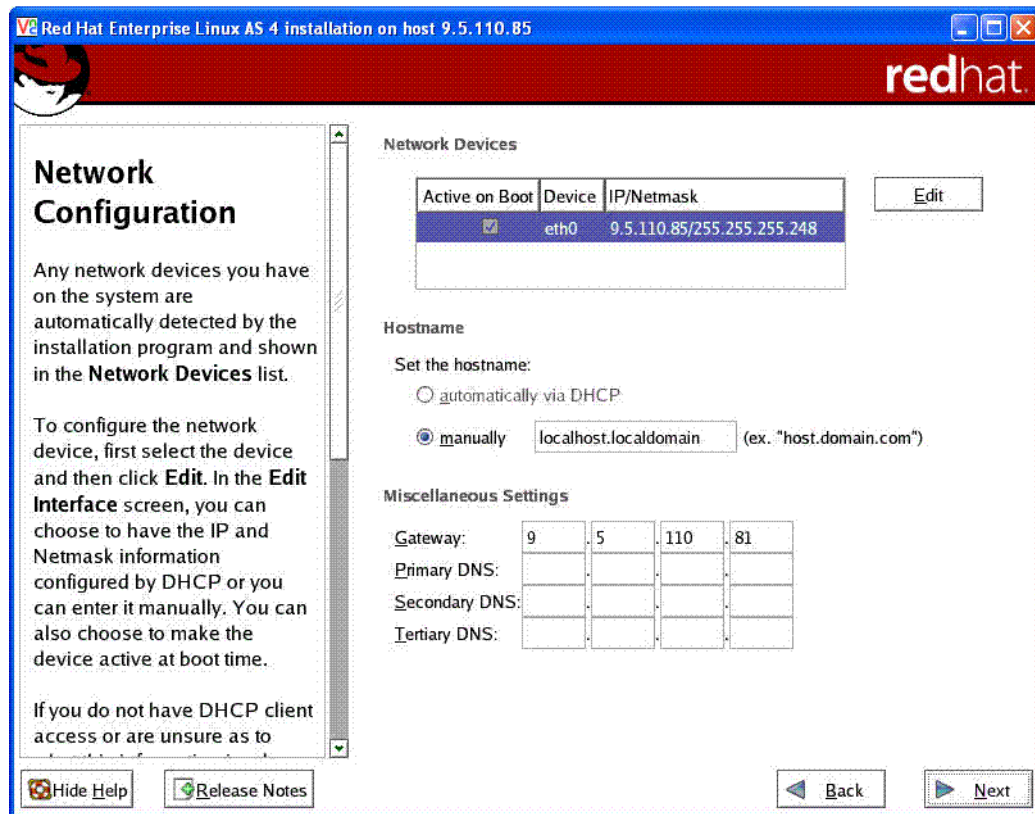 Red Hat Enterprise Linux AS 4 installation on host 9.5.110.85
redhat.
Network
Configuration
Any network devices you have
on the system are
automatically detected by the
installation program and shown
in the Network Devices list.
To configure the network
device, first select the device
and then click Edit. In the Edit
Interface screen, you can
choose to have the IP and
Netmask information
configured by DHCP or you
can enter it manually. You can
also choose to make the
device active at boot time.
If you do not have DHCP client
access or are unsure as to
Network Devices
Active on Boot Device IP/Netmask
eth0 9.5.110.85/255.255.255.248
Edit
Hostname
Set the hostname:
automatically via DHCP
manually localhost.localdomain (ex. "host.domain.com")
Miscellaneous Settings
Gateway: 9 . 5 . 110 . 81
Primary DNS: . . .
Secondary DNS: . . .
Tertiary DNS: . . .
Hide Help
Release Notes
Back
Next